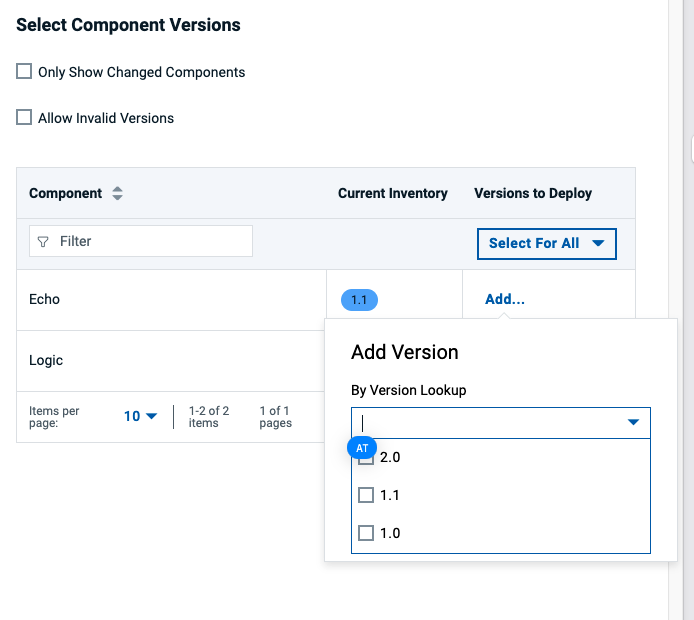 Select Component Versions
Only Show Changed Components
Allow Invalid Versions
Component Current Inventory Versions to Deploy
Filter Select For All
Echo 1.1 Add...
Add Version
Logic
By Version Lookup
Items per page: 10 1-2 of 2 items 1 of 1 pages
AT 2.0
1.1
1.0